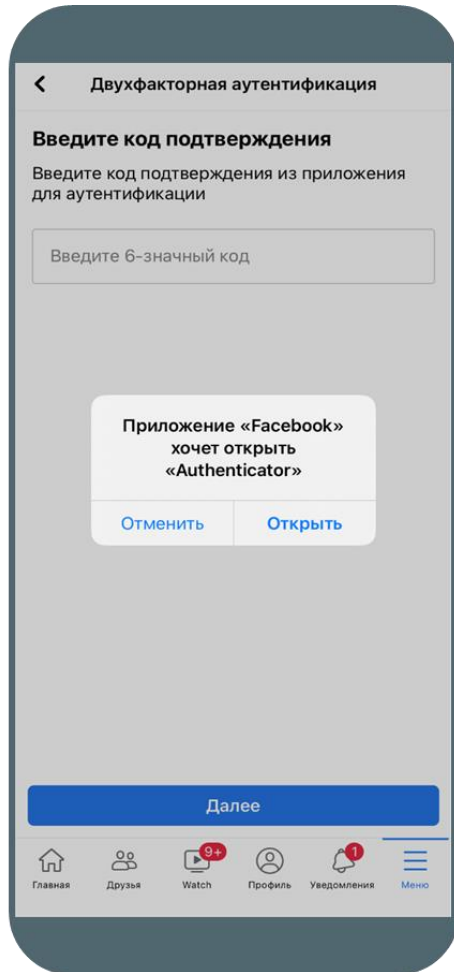 Двухфакторная аутентификация
Введите код подтверждения
Введите код подтверждения из приложения
для аутентификации
Введите 6-значный код
Приложение «Facebook»
хочет открыть
«Authenticator»
Отменить
Открыть
Далее
9+
1
Главная
Друзья
Watch
Профиль
Уведомления
Меню